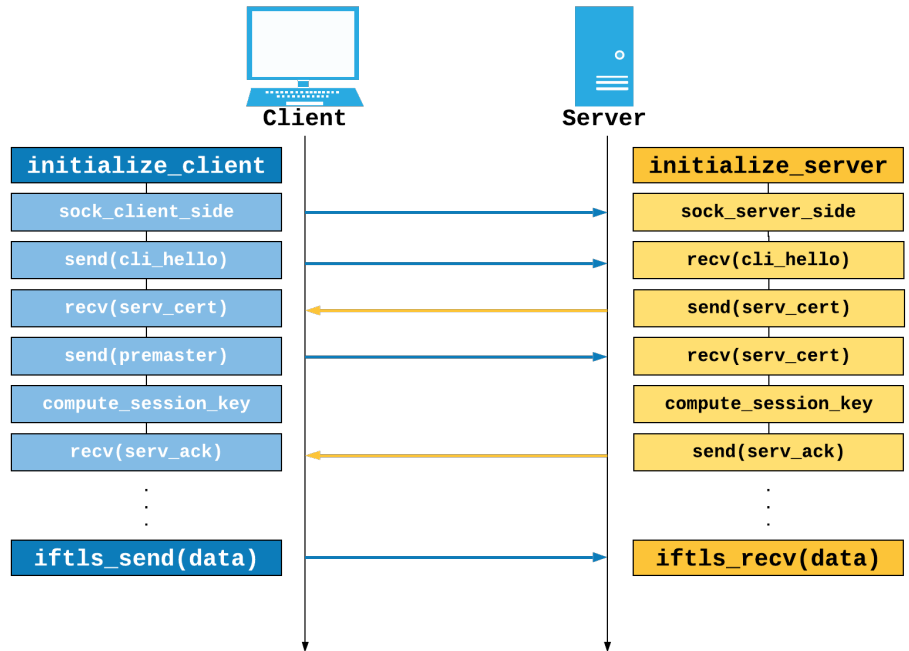 Client Server
initialize_client initialize_server
sock_client_side sock_server_side
send(cli_hello) recv(cli_hello)
recv(serv_cert) send(serv_cert)
send(premaster) recv(serv_cert)
compute_session_key compute_session_key
recv(serv_ack) send(serv_ack)
. .
. .
. .
iftls_send(data) iftls_recv(data)